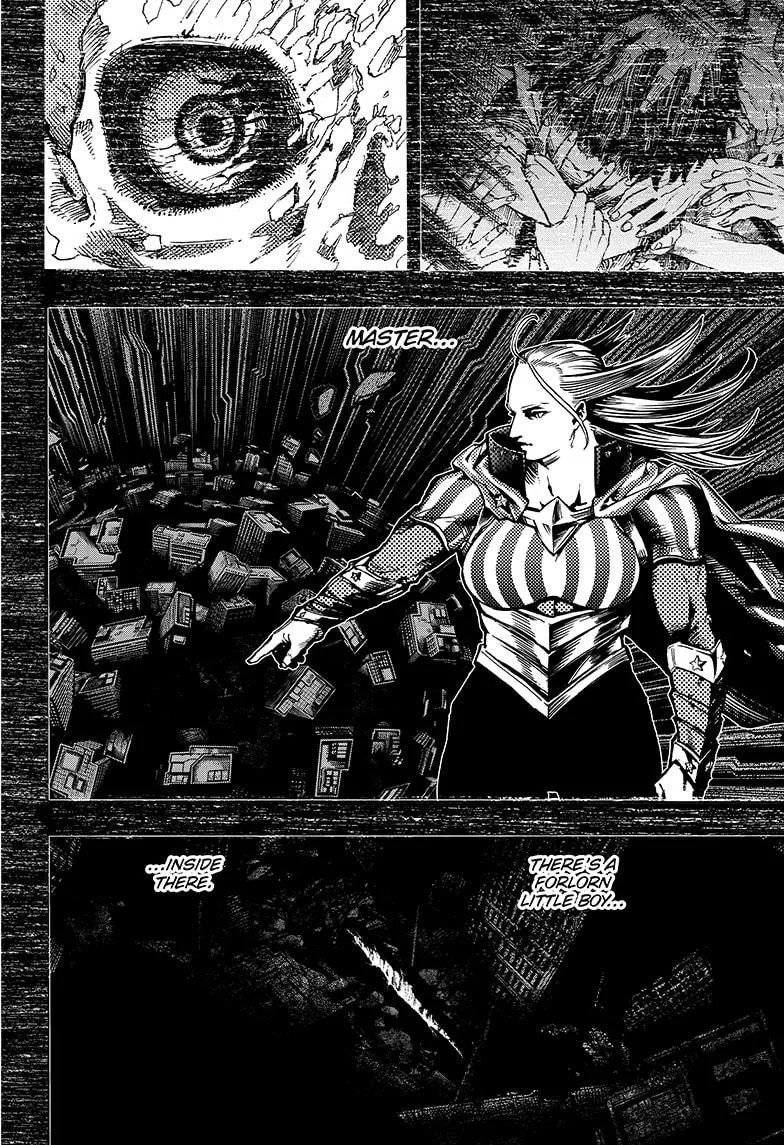 MASTER...
THERE'S A
FORLORN
LITTLE BOY...
...INSIDE
THERE.